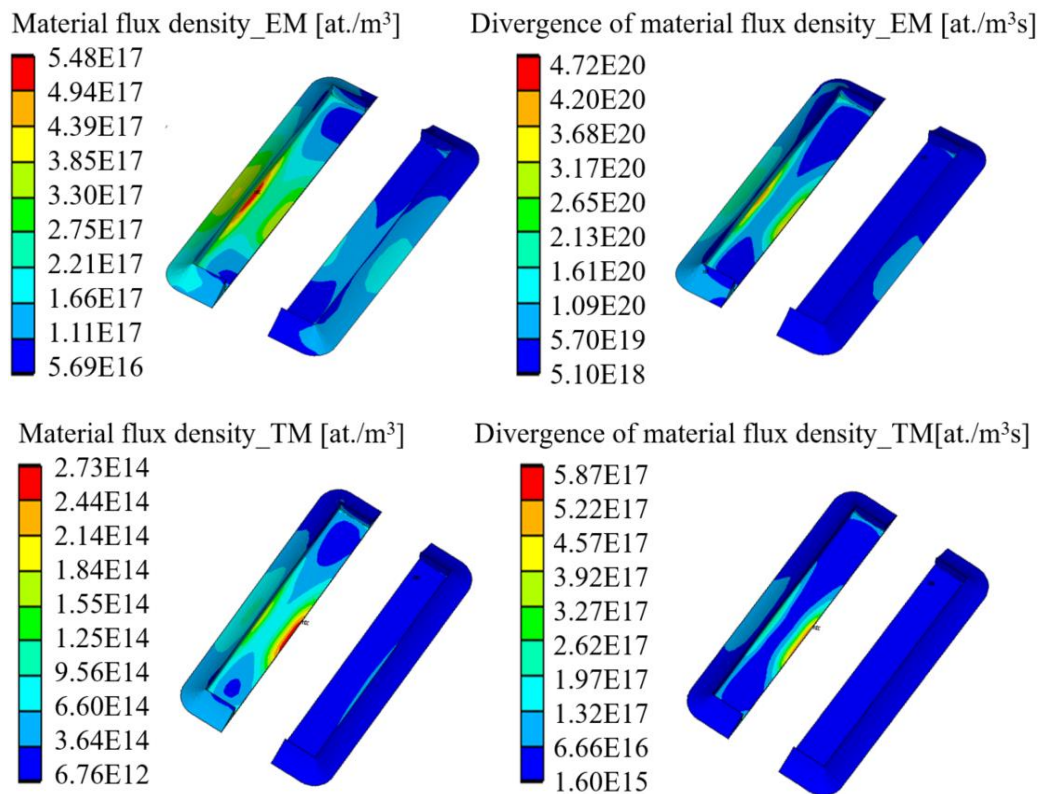 Material flux density_EM [at./m³]
5.48E17
4.94E17
4.39E17
3.85E17
3.30E17
2.75E17
2.21E17
1.66E17
1.11E17
5.69E16
Divergence of material flux density_EM [at./m³s]
4.72E20
4.20E20
3.68E20
3.17E20
2.65E20
2.13E20
1.61E20
1.09E20
5.70E19
5.10E18
Material flux density_TM [at./m³]
2.73E14
2.44E14
2.14E14
1.84E14
1.55E14
1.25E14
9.56E14
6.60E14
3.64E14
6.76E12
Divergence of material flux density_TM[at./m³s]
5.87E17
5.22E17
4.57E17
3.92E17
3.27E17
2.62E17
1.97E17
1.32E17
6.66E16
1.60E15